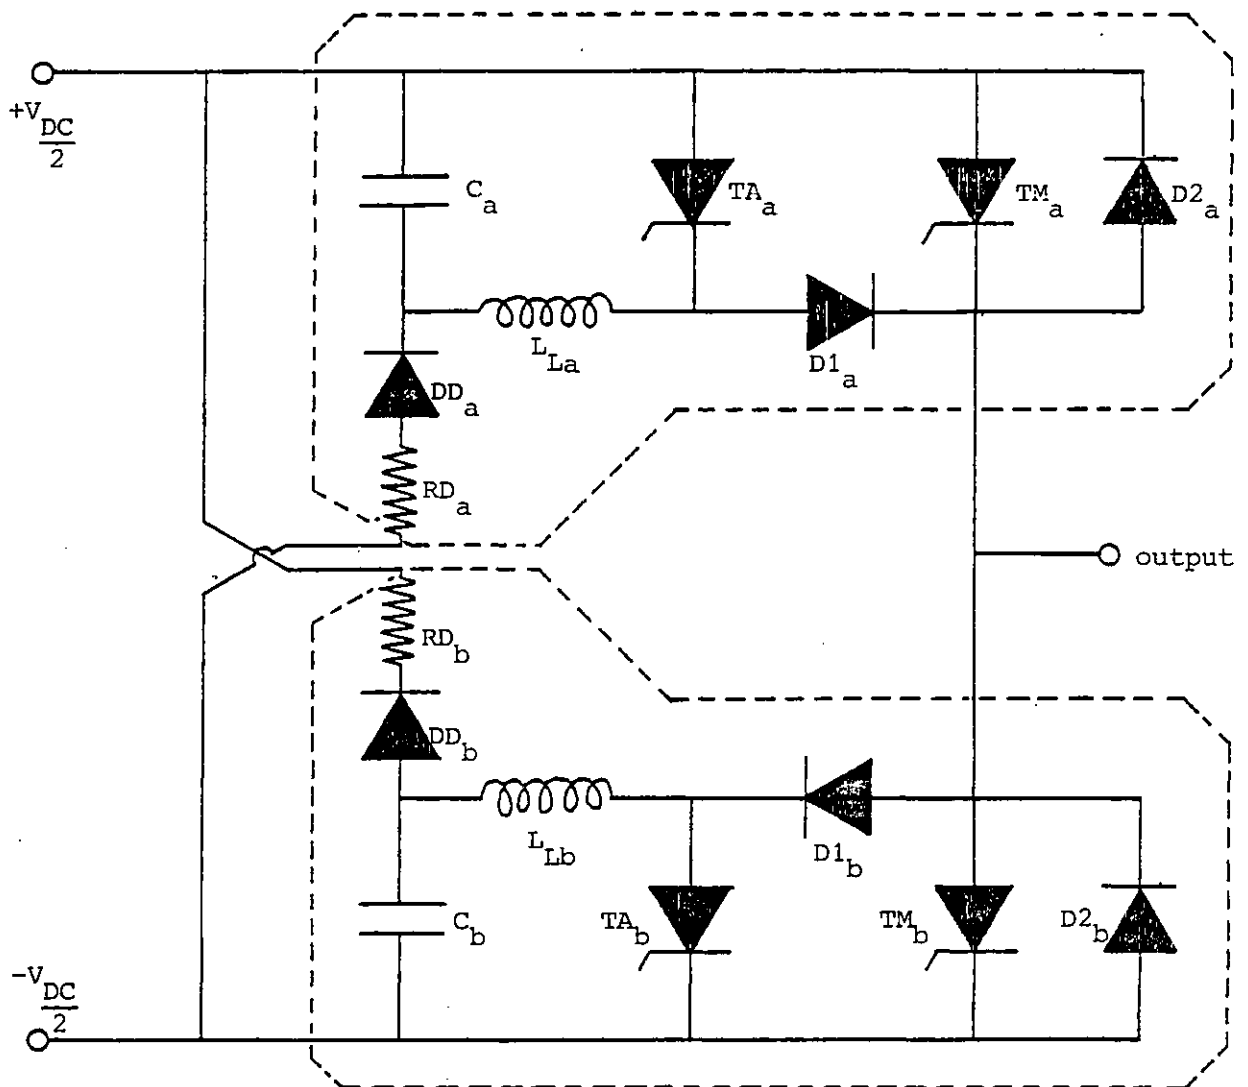 +V
DC
2
C a
TA a
TM a
D2 a
L La
D1 a
DD a
RD a
output
RD b
DD b
L Lb
D1 b
C b
TA b
TM b
D2 b
-V
DC
2